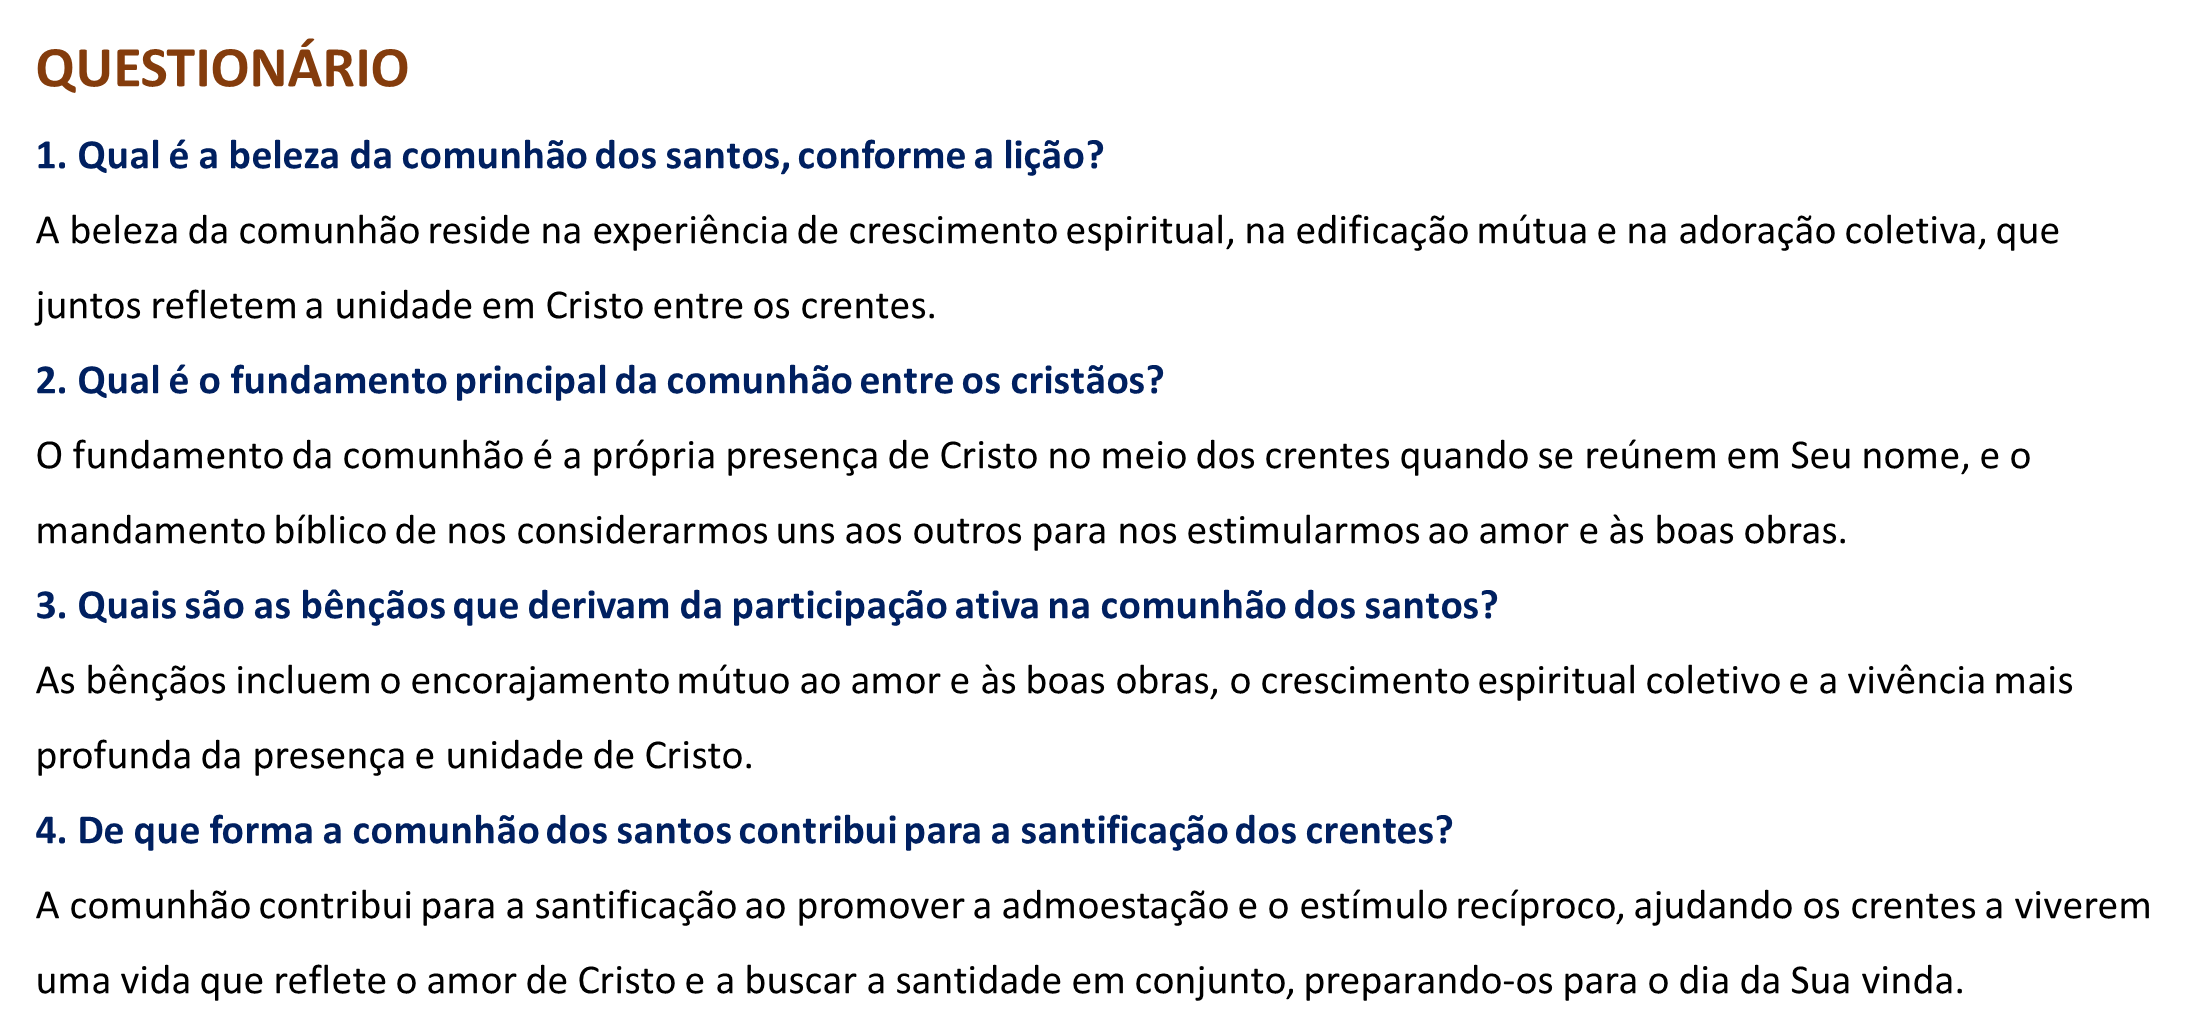 QUESTIONÁRIO
1. Qual é a beleza da comunhão dos santos, conforme a lição?
A beleza da comunhão reside na experiência de crescimento espiritual, na edificação mútua e na adoração coletiva, que
juntos refletem a unidade em Cristo entre os crentes.
2. Qual é o fundamento principal da comunhão entre os cristãos?
O fundamento da comunhão é a própria presença de Cristo no meio dos crentes quando se reúnem em Seu nome, e o
mandamento bíblico de nos considerarmos uns aos outros para nos estimularmos ao amor e às boas obras.
3. Quais são as bênçãos que derivam da participação ativa na comunhão dos santos?
As bênçãos incluem o encorajamento mútuo ao amor e às boas obras, o crescimento espiritual coletivo e a vivência mais
profunda da presença e unidade de Cristo.
4. De que forma a comunhão dos santos contribui para a santificação dos crentes?
A comunhão contribui para a santificação ao promover a admoestação e o estímulo recíproco, ajudando os crentes a viverem
uma vida que reflete o amor de Cristo e a buscar a santidade em conjunto, preparando-os para o dia da Sua vinda.